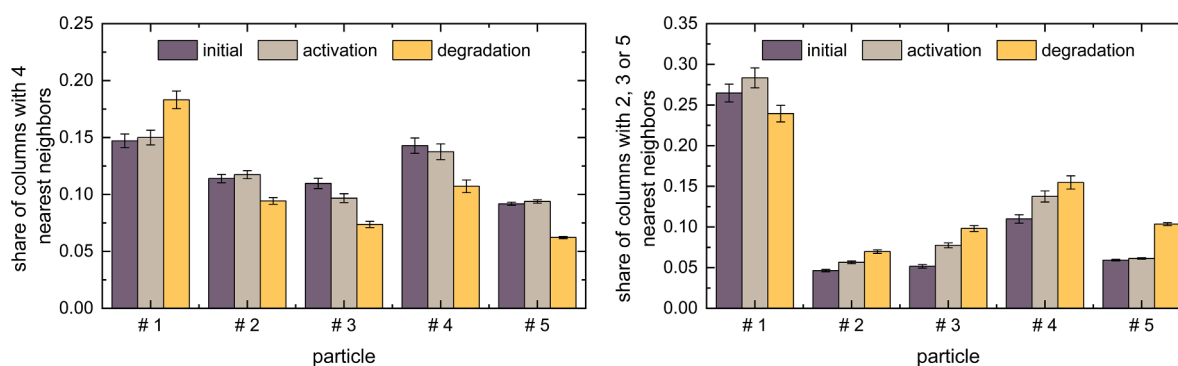 share of columns with 4
nearest neighbors
0.25
0.20
0.15
0.10
0.05
0.00
initial
activation
degradation
# 1
# 2
# 3
# 4
# 5
particle
share of columns with 2, 3 or 5
nearest neighbors
0.35
0.30
0.25
0.20
0.15
0.10
0.05
0.00
initial
activation
degradation
# 1
# 2
# 3
# 4
# 5
particle